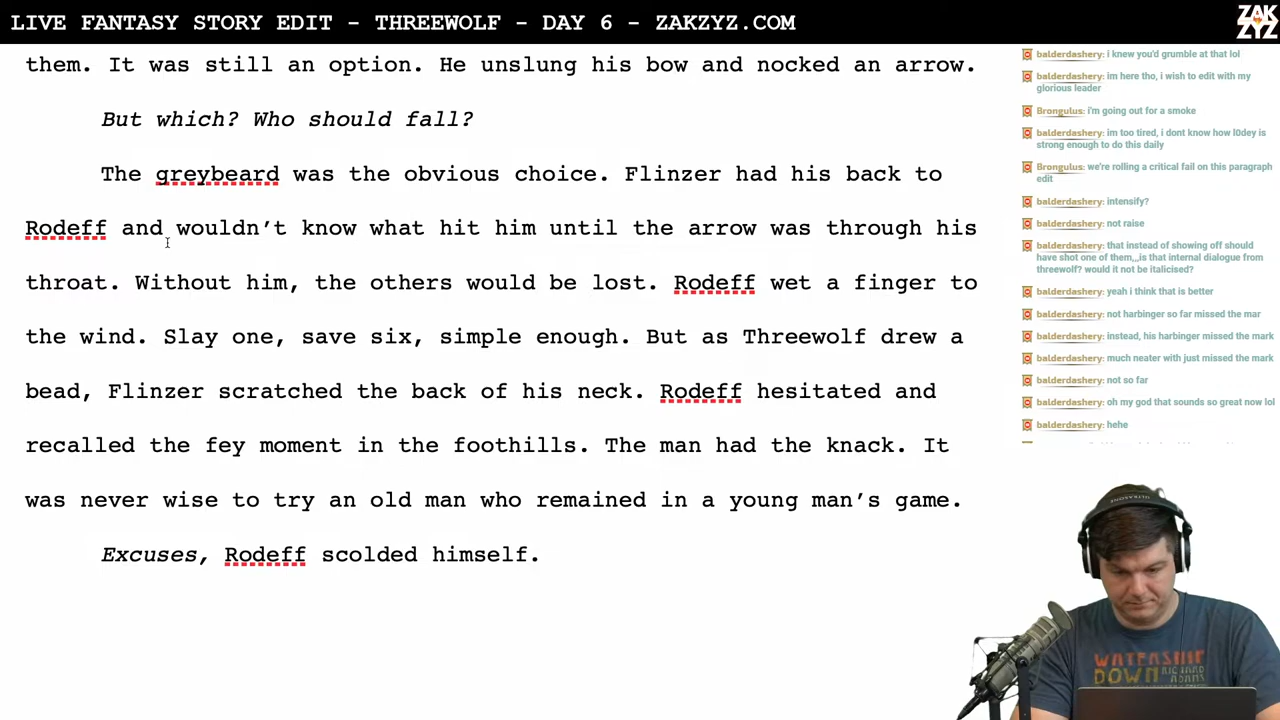 LIVE FANTASY STORY EDIT - THREEWOLF - DAY 6 - ZAKZYZ.COM
ZAK
ZYZ
them. It was still an option. He unslung his bow and nocked an arrow.
But which? Who should fall?
The greybeard was the obvious choice. Flinzer had his back to
Rodeff and wouldn’t know what hit him until the arrow was through his
throat. Without him, the others would be lost. Rodeff wet a finger to
the wind. Slay one, save six, simple enough. But as Threewolf drew a
bead, Flinzer scratched the back of his neck. Rodeff hesitated and
recalled the fey moment in the foothills. The man had the knack. It
was never wise to try an old man who remained in a young man’s game.
Excuses, Rodeff scolded himself.
balderdashery: i knew you'd grumble at that lol
balderdashery: im here tho, i wish to edit with my
glorious leader
Brongulus: i'm going out for a smoke
balderdashery: im too tired, i dont know how l0dey is
strong enough to do this daily
Brongulus: we're rolling a critical fail on this paragraph
edit
balderdashery: intensify?
balderdashery: not raise
balderdashery: that instead of showing off should
have shot one of them,,,is that internal dialogue from
threewolf? would it not be italicised?
balderdashery: yeah i think that is better
balderdashery: not harbinger so far missed the mar
balderdashery: instead, his harbinger missed the mark
balderdashery: much neater with just missed the mark
balderdashery: not so far
balderdashery: oh my god that sounds so great now lol
balderdashery: hehe
ULTRASONE
WATERSHIP
DOWN RICHARD
ADAMS